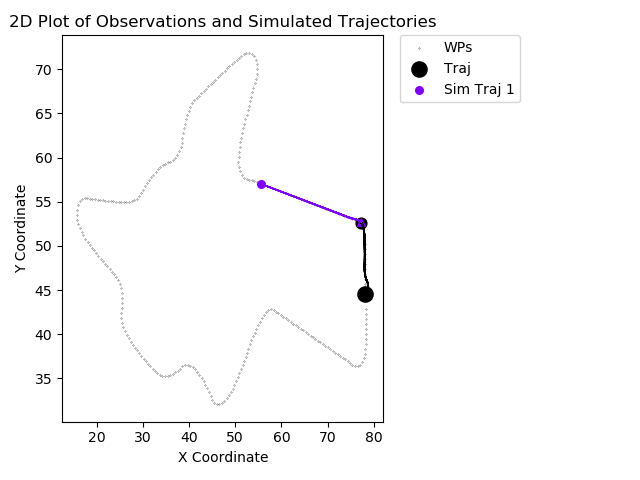 2D Plot of Observations and Simulated Trajectories
WPs
Traj
Sim Traj 1
Y Coordinate
70
65
60
55
50
45
40
35
20 30 40 50 60 70 80
X Coordinate